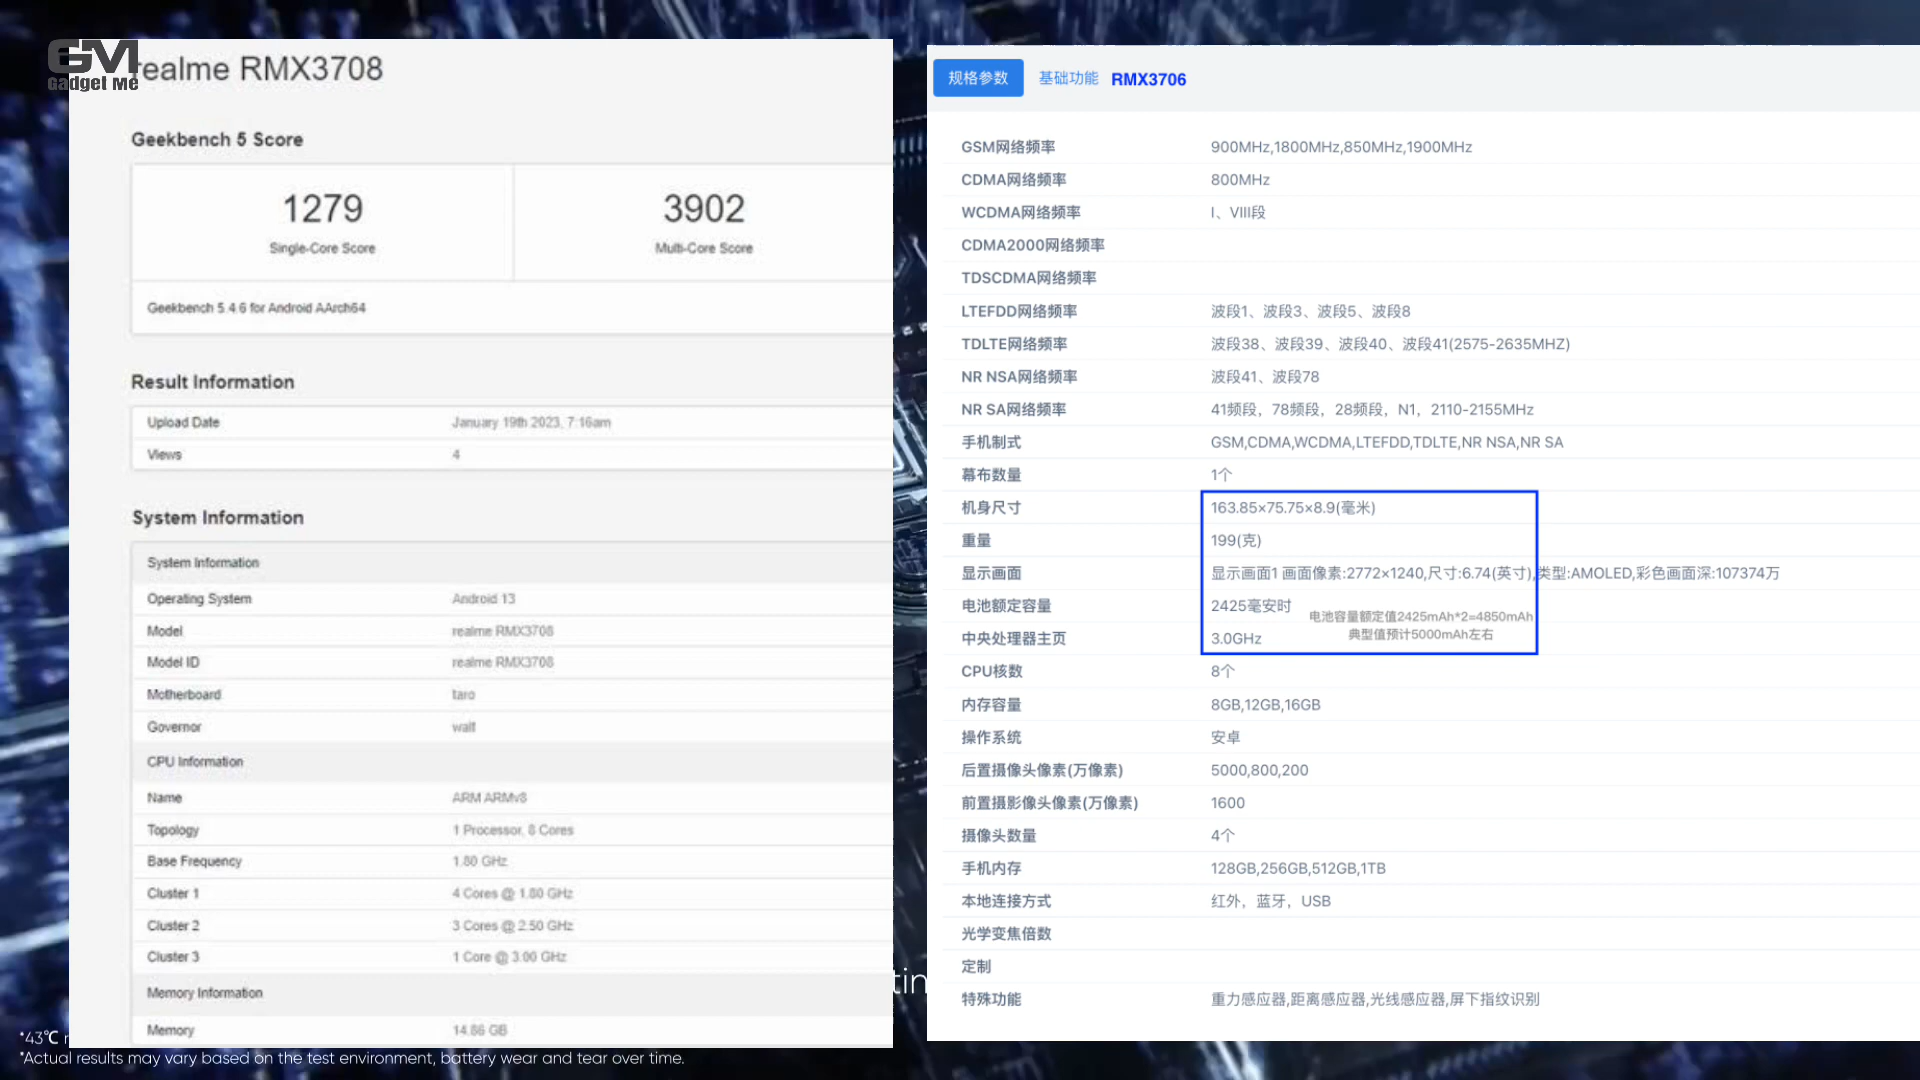 GM
Gadget Me
realme RMX3708
Geekbench 5 Score
1279
Single-Core Score
3902
Multi-Core Score
Geekbench 5.4.6 for Android AArch64
Result Information
Upload Date January 19th 2023, 7:16am
Views 4
System Information
System Information
Operating System Android 13
Model realme RMX3708
Model ID realme RMX3708
Motherboard taro
Governor walt
CPU Information
Name ARM ARMv8
Topology 1 Processor, 8 Cores
Base Frequency 1.80 GHz
Cluster 1 4 Cores @ 1.80 GHz
Cluster 2 3 Cores @ 2.50 GHz
Cluster 3 1 Core @ 3.00 GHz
Memory Information
Memory 14.86 GB
规格参数 基础功能 RMX3706
GSM网络频率 900MHz,1800MHz,850MHz,1900MHz
CDMA网络频率 800MHz
WCDMA网络频率 I、VIII段
CDMA2000网络频率
TDSCDMA网络频率
LTEFDD网络频率 波段1、波段3、波段5、波段8
TDLTE网络频率 波段38、波段39、波段40、波段41(2575-2635MHZ)
NR NSA网络频率 波段41、波段78
NR SA网络频率 41频段，78频段，28频段，N1，2110-2155MHz
手机制式 GSM,CDMA,WCDMA,LTEFDD,TDLTE,NR NSA,NR SA
幕布数量 1个
机身尺寸 163.85×75.75×8.9(毫米)
重量 199(克)
显示画面 显示画面1 画面像素:2772×1240,尺寸:6.74(英寸),类型:AMOLED,彩色画面深:107374万
电池额定容量 2425毫安时
电池容量额定值2425mAh*2=4850mAh
典型值预计5000mAh左右
中央处理器主页 3.0GHz
CPU核数 8个
内存容量 8GB,12GB,16GB
操作系统 安卓
后置摄像头像素(万像素) 5000,800,200
前置摄影像头像素(万像素) 1600
摄像头数量 4个
手机内存 128GB,256GB,512GB,1TB
本地连接方式 红外，蓝牙，USB
光学变焦倍数
定制
特殊功能 重力感应器,距离感应器,光线感应器,屏下指纹识别
tin
*43℃ r
*Actual results may vary based on the test environment, battery wear and tear over time.